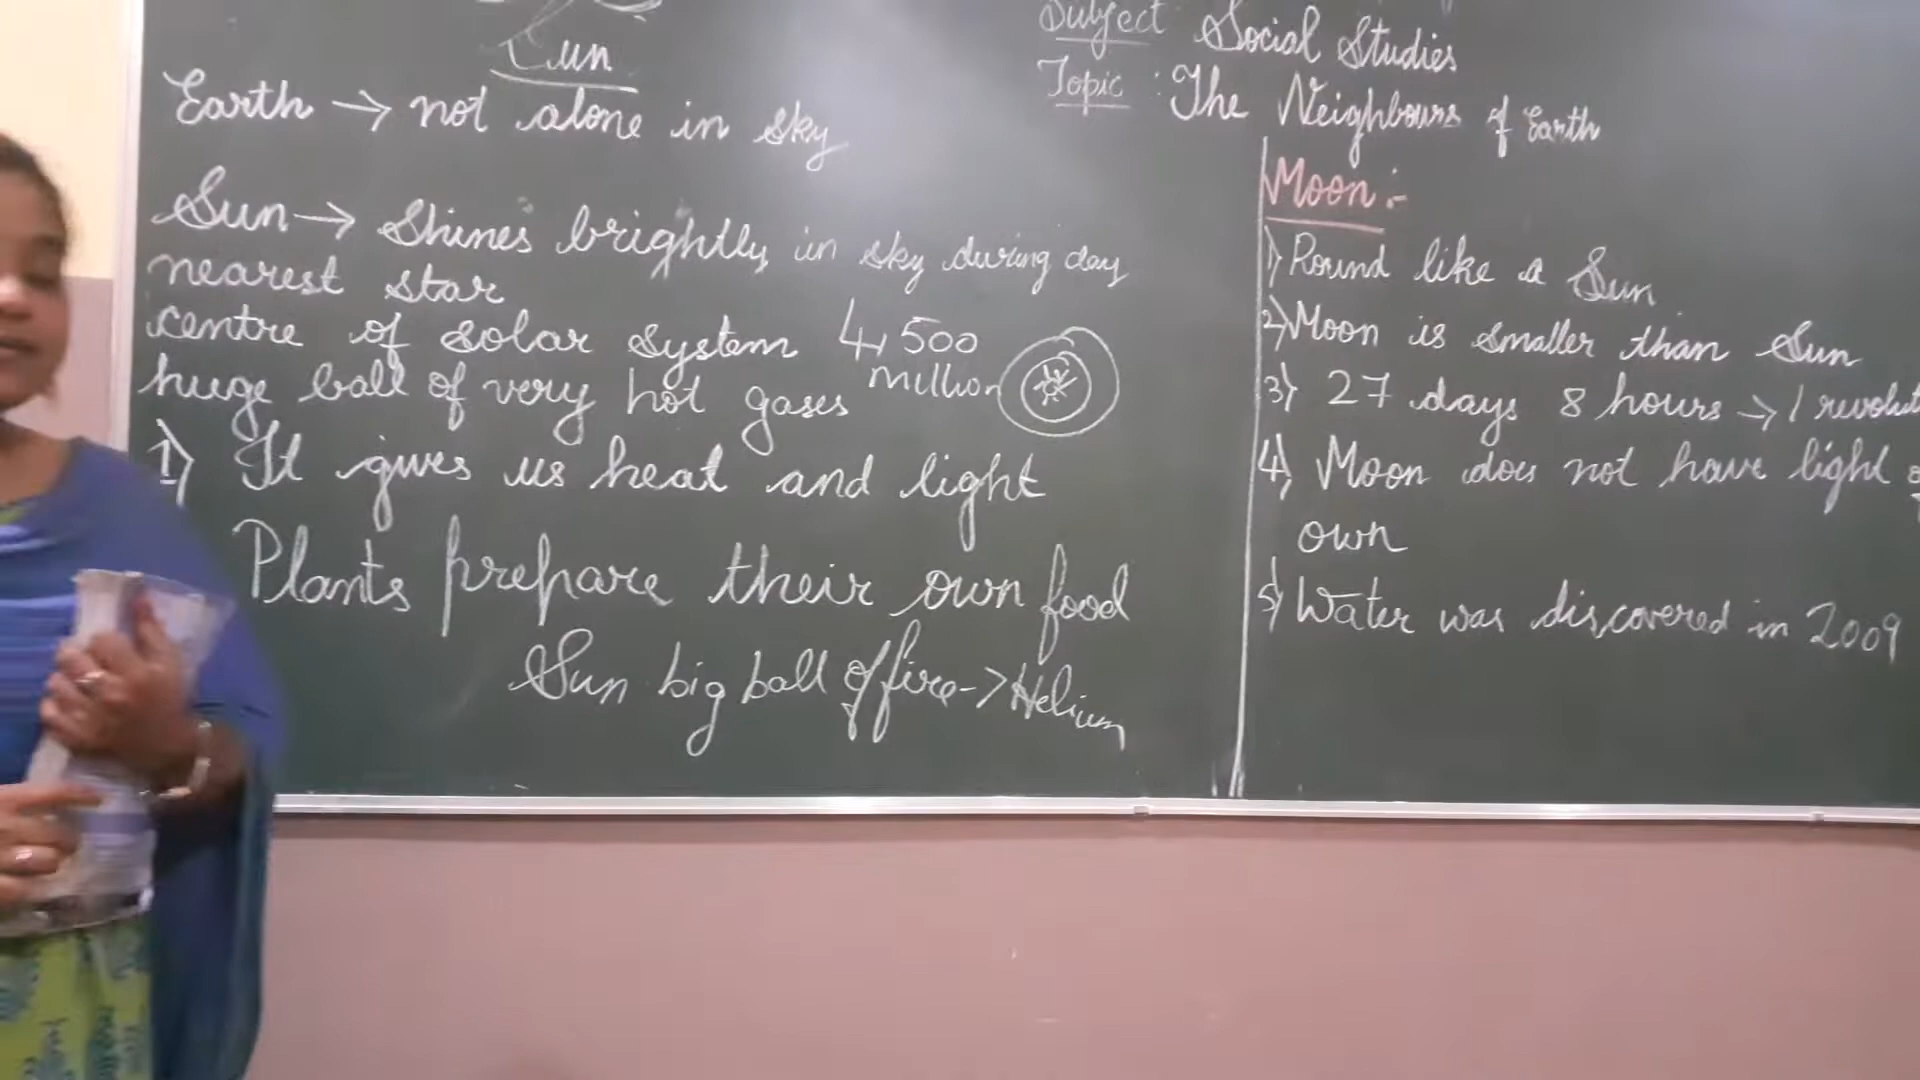 Sun
Earth → not alone in sky
Sun → Shines brightly in sky during day
nearest star
centre of solar system 4,500
million
huge ball of very hot gases
1) It gives us heat and light
Plants prepare their own food
Sun big ball of fire -> Helium
Subject: Social Studies
Topic: The Neighbours of Earth
Moon :-
1) Round like a Sun
2) Moon is smaller than Sun
3) 27 days 8 hours → 1 revolut
4) Moon does not have light
own
5) Water was discovered in 2009